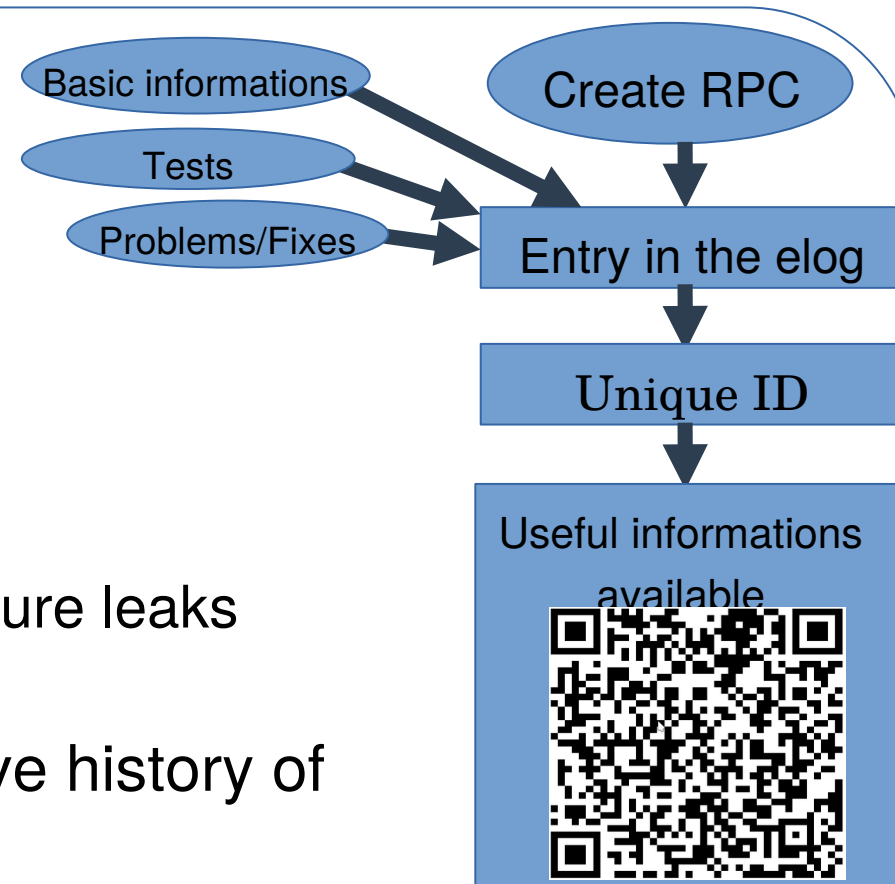 Basic informations
Create RPC
Tests
Problems/Fixes
Entry in the elog
Unique ID
Useful informations
available
ure leaks
ve history of